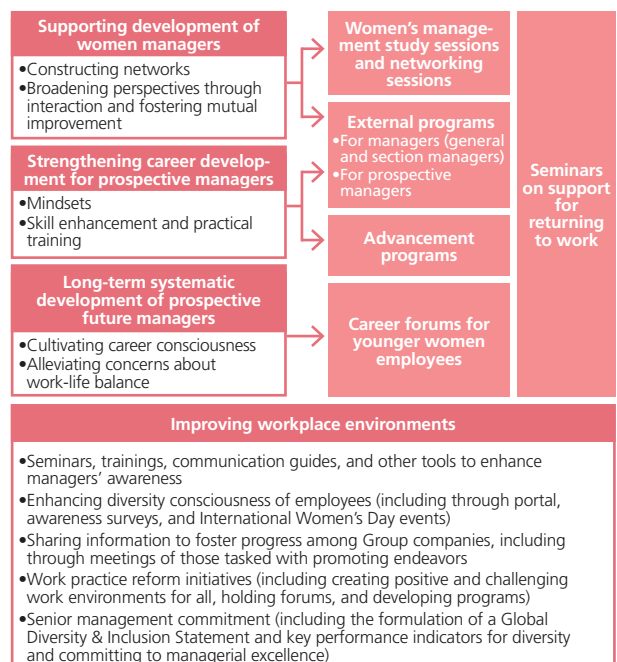 Supporting development of
women managers
•Constructing networks
•Broadening perspectives through
interaction and fostering mutual
improvement
Strengthening career develop-
ment for prospective managers
•Mindsets
•Skill enhancement and practical
training
Long-term systematic
development of prospective
future managers
•Cultivating career consciousness
•Alleviating concerns about
work-life balance
Women's manage-
ment study sessions
and networking
sessions
External programs
•For managers (general
and section managers)
•For prospective
managers
Advancement
programs
Career forums for
younger women
employees
Seminars
on support
for
returning
to work
Improving workplace environments
•Seminars, trainings, communication guides, and other tools to enhance
managers' awareness
•Enhancing diversity consciousness of employees (including through portal,
awareness surveys, and International Women's Day events)
•Sharing information to foster progress among Group companies, including
through meetings of those tasked with promoting endeavors
•Work practice reform initiatives (including creating positive and challenging
work environments for all, holding forums, and developing programs)
•Senior management commitment (including the formulation of a Global
Diversity & Inclusion Statement and key performance indicators for diversity
and committing to managerial excellence)